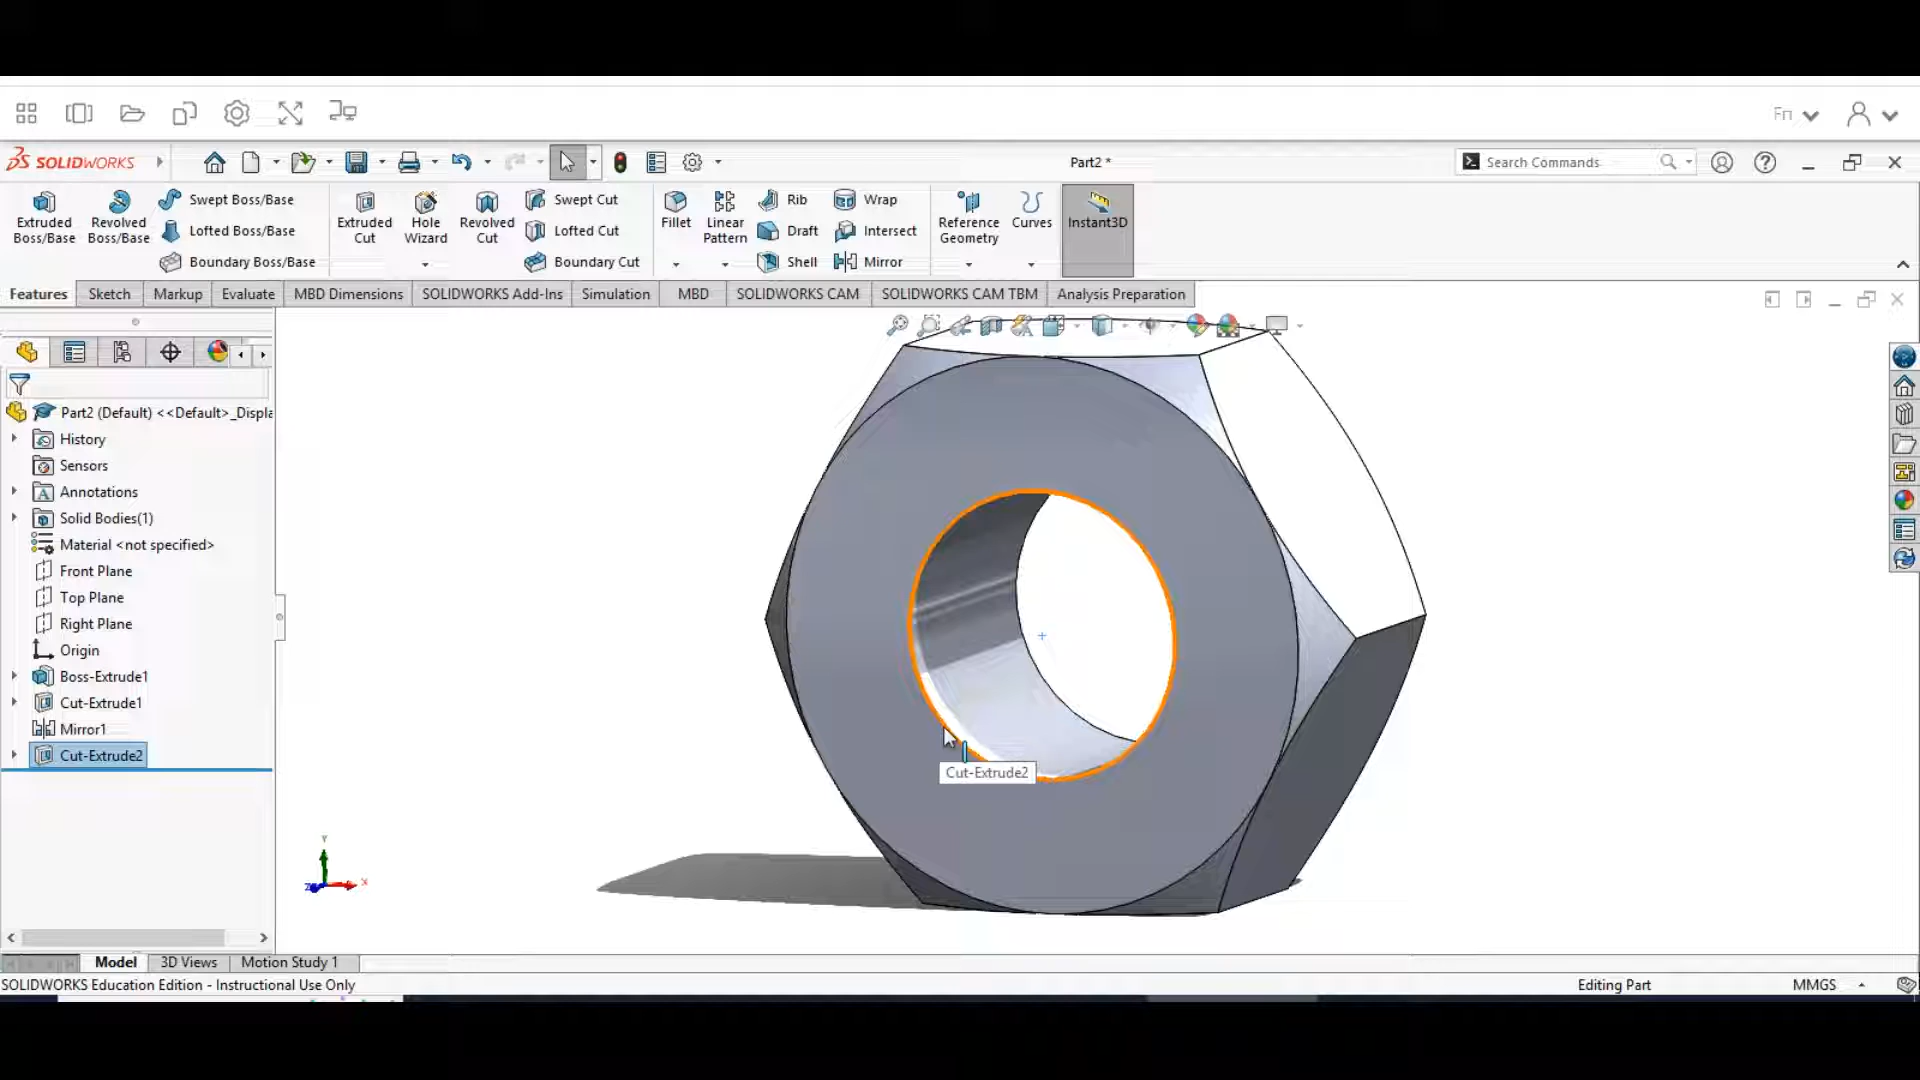 Fn
SOLIDWORKS
Part2 *
Search Commands
Extruded Boss/Base
Revolved Boss/Base
Swept Boss/Base
Lofted Boss/Base
Boundary Boss/Base
Extruded Cut
Hole Wizard
Revolved Cut
Swept Cut
Lofted Cut
Boundary Cut
Fillet
Linear Pattern
Rib
Draft
Shell
Wrap
Intersect
Mirror
Reference Geometry
Curves
Instant3D
Features
Sketch
Markup
Evaluate
MBD Dimensions
SOLIDWORKS Add-Ins
Simulation
MBD
SOLIDWORKS CAM
SOLIDWORKS CAM TBM
Analysis Preparation
Part2 (Default) <<Default>_Displa
History
Sensors
Annotations
Solid Bodies(1)
Material <not specified>
Front Plane
Top Plane
Right Plane
Origin
Boss-Extrude1
Cut-Extrude1
Mirror1
Cut-Extrude2
Cut-Extrude2
Y
Z
X
Model
3D Views
Motion Study 1
SOLIDWORKS Education Edition - Instructional Use Only
Editing Part
MMGS